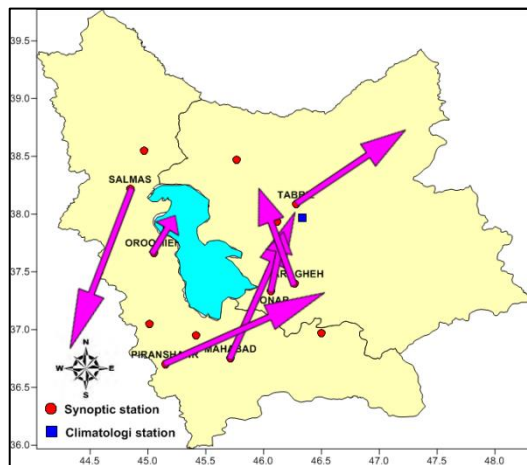 39.5
39.0
38.5
SALMAS
TABRIZ
38.0
OROOMIEH
37.5
37.0
PIRANSHAHR MAHABAD
N
W E
S
36.5
Synoptic station
Climatologi station
36.0
44.5 45.0 45.5 46.0 46.5 47.0 47.5 48.0